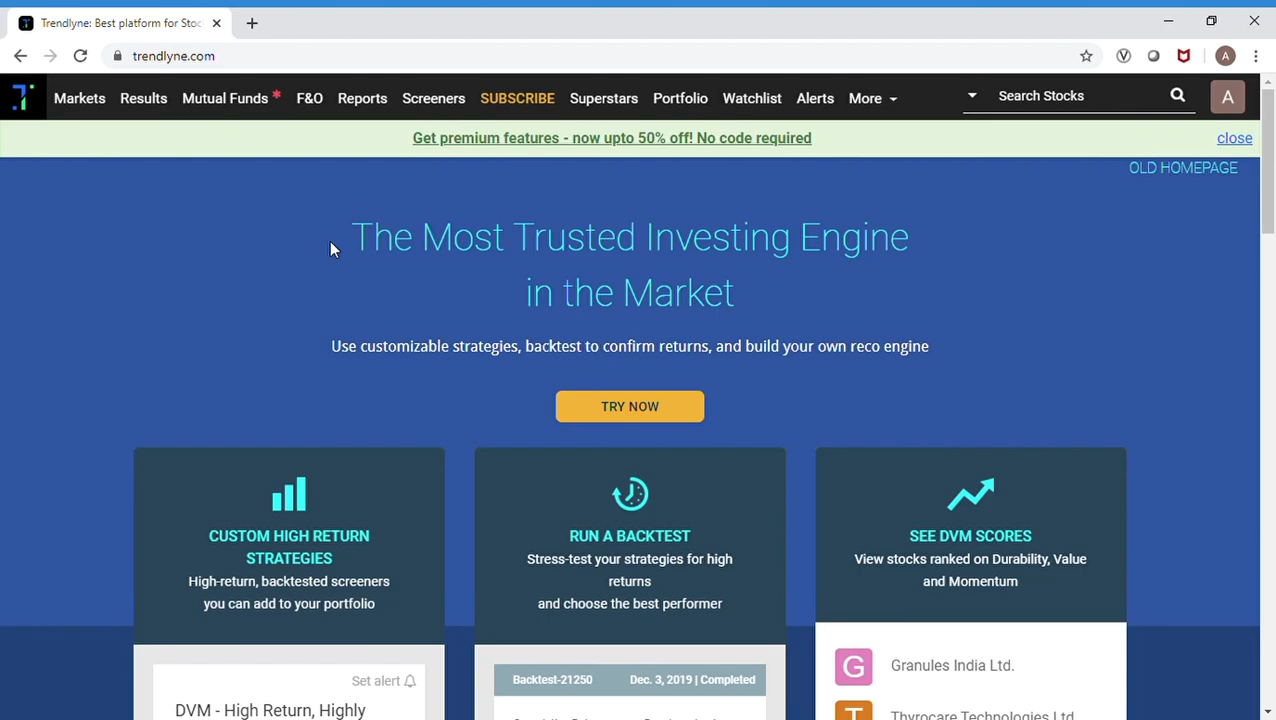 Trendlyne: Best platform for Stoc
trendlyne.com
A
Markets Results Mutual Funds * F&O Reports Screeners SUBSCRIBE Superstars Portfolio Watchlist Alerts More Search Stocks A
Get premium features - now upto 50% off! No code required close
OLD HOMEPAGE
The Most Trusted Investing Engine
in the Market
Use customizable strategies, backtest to confirm returns, and build your own reco engine
TRY NOW
CUSTOM HIGH RETURN
STRATEGIES
High-return, backtested screeners
you can add to your portfolio
Set alert
DVM - High Return, Highly
RUN A BACKTEST
Stress-test your strategies for high
returns
and choose the best performer
Backtest-21250 Dec. 3, 2019 | Completed
SEE DVM SCORES
View stocks ranked on Durability, Value
and Momentum
G Granules India Ltd.
T Thyrocare Technologies Ltd